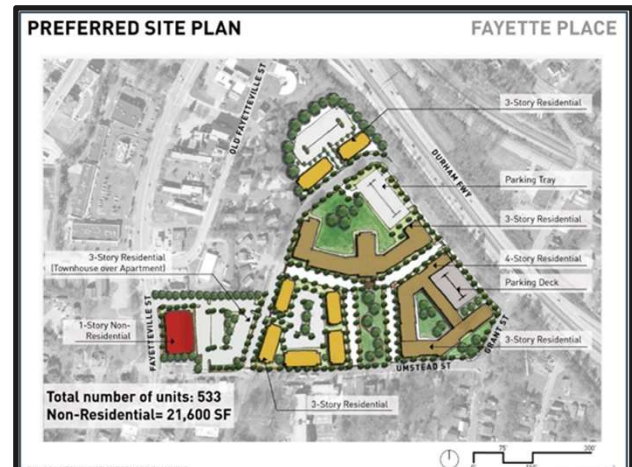 PREFERRED SITE PLAN
FAYETTE PLACE
OLD FAYETTEVILLE ST
3-Story Residential
DURHAM FWY
Parking Tray
3-Story Residential
3-Story Residential
(Townhouse over Apartment)
4-Story Residential
Parking Deck
FAYETTEVILLE ST
1-Story Non-
Residential
GRANT ST
3-Story Residential
UMSTEAD ST
Total number of units: 533
Non-Residential= 21,600 SF
3-Story Residential
75'
300'